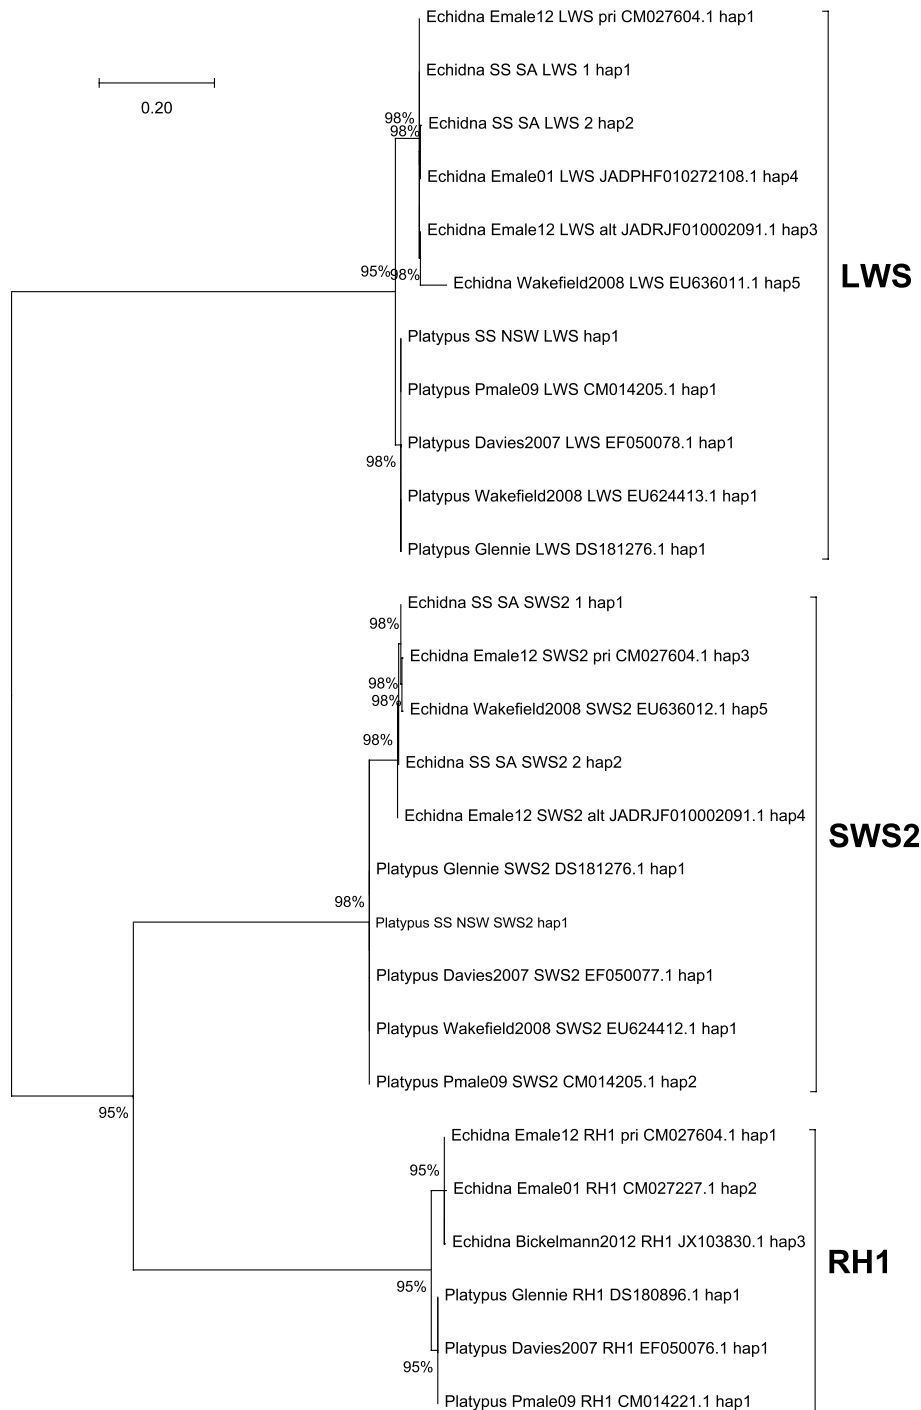 Echidna Emale12 LWS pri CM027604.1 hap1
Echidna SS SA LWS 1 hap1
0.20
98%
Echidna SS SA LWS 2 hap2
98%
Echidna Emale01 LWS JADPHF010272108.1 hap4
Echidna Emale12 LWS alt JADRJF010002091.1 hap3
95%
98%
Echidna Wakefield2008 LWS EU636011.1 hap5
LWS
Platypus SS NSW LWS hap1
Platypus Pmale09 LWS CM014205.1 hap1
Platypus Davies2007 LWS EF050078.1 hap1
98%
Platypus Wakefield2008 LWS EU624413.1 hap1
Platypus Glennie LWS DS181276.1 hap1
Echidna SS SA SWS2 1 hap1
98%
Echidna Emale12 SWS2 pri CM027604.1 hap3
98%
98%
Echidna Wakefield2008 SWS2 EU636012.1 hap5
98%
Echidna SS SA SWS2 2 hap2
Echidna Emale12 SWS2 alt JADRJF010002091.1 hap4
SWS2
Platypus Glennie SWS2 DS181276.1 hap1
98%
Platypus SS NSW SWS2 hap1
Platypus Davies2007 SWS2 EF050077.1 hap1
Platypus Wakefield2008 SWS2 EU624412.1 hap1
Platypus Pmale09 SWS2 CM014205.1 hap2
95%
Echidna Emale12 RH1 pri CM027604.1 hap1
95%
Echidna Emale01 RH1 CM027227.1 hap2
Echidna Bickelmann2012 RH1 JX103830.1 hap3
RH1
95%
Platypus Glennie RH1 DS180896.1 hap1
Platypus Davies2007 RH1 EF050076.1 hap1
95%
Platypus Pmale09 RH1 CM014221.1 hap1